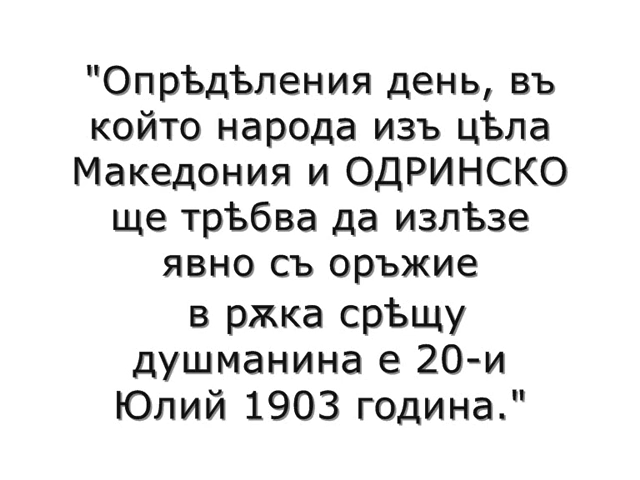 "Опрѣдѣления день, въ
който народа изъ цѣла
Македония и ОДРИНСКО
ще трѣбва да излѣзе
явно съ оръжие
в рѫка срѣщу
душманина е 20-и
Юлий 1903 година."